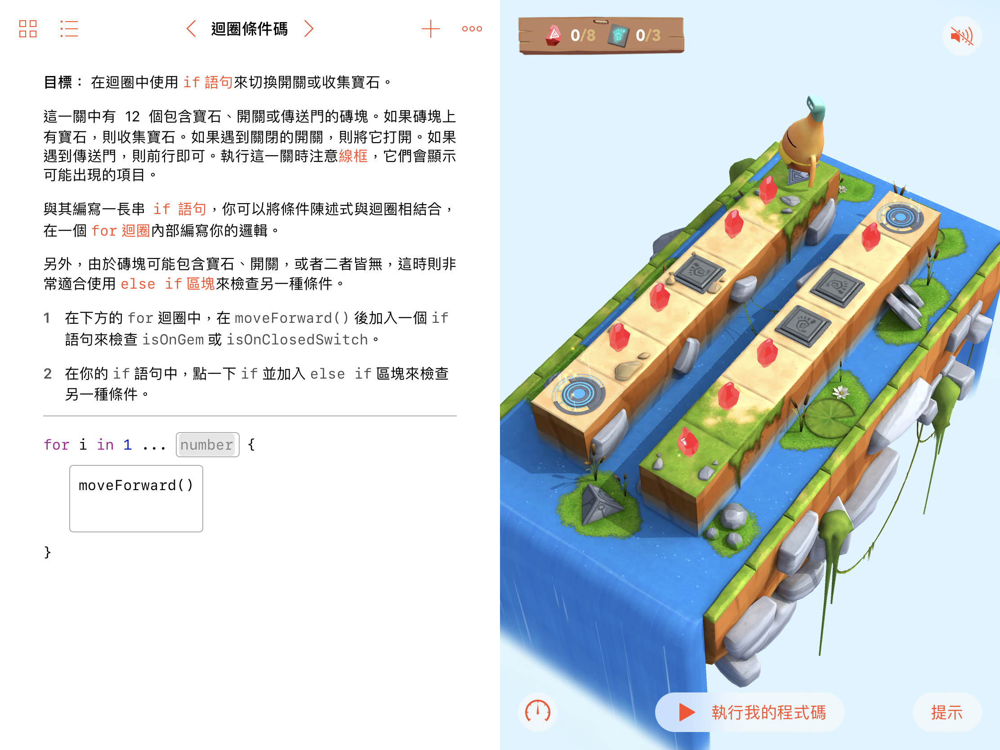 迴圈條件碼
0/8 0/3
目標： 在迴圈中使用 if 語句來切換開關或收集寶石。
這一關中有 12 個包含寶石、開關或傳送門的磚塊。如果磚塊上
有寶石，則收集寶石。如果遇到關閉的開關，則將它打開。如果
遇到傳送門，則前行即可。執行這一關時注意線框，它們會顯示
可能出現的項目。
與其編寫一長串 if 語句，你可以將條件陳述式與迴圈相結合，
在一個 for 迴圈內部編寫你的邏輯。
另外，由於磚塊可能包含寶石、開關，或者二者皆無，這時則非
常適合使用 else if 區塊來檢查另一種條件。
1 在下方的 for 迴圈中，在 moveForward() 後加入一個 if
語句來檢查 isOnGem 或 isOnClosedSwitch。
2 在你的 if 語句中，點一下 if 並加入 else if 區塊來檢查
另一種條件。
for i in 1 ... number {
moveForward()
}
執行我的程式碼
提示